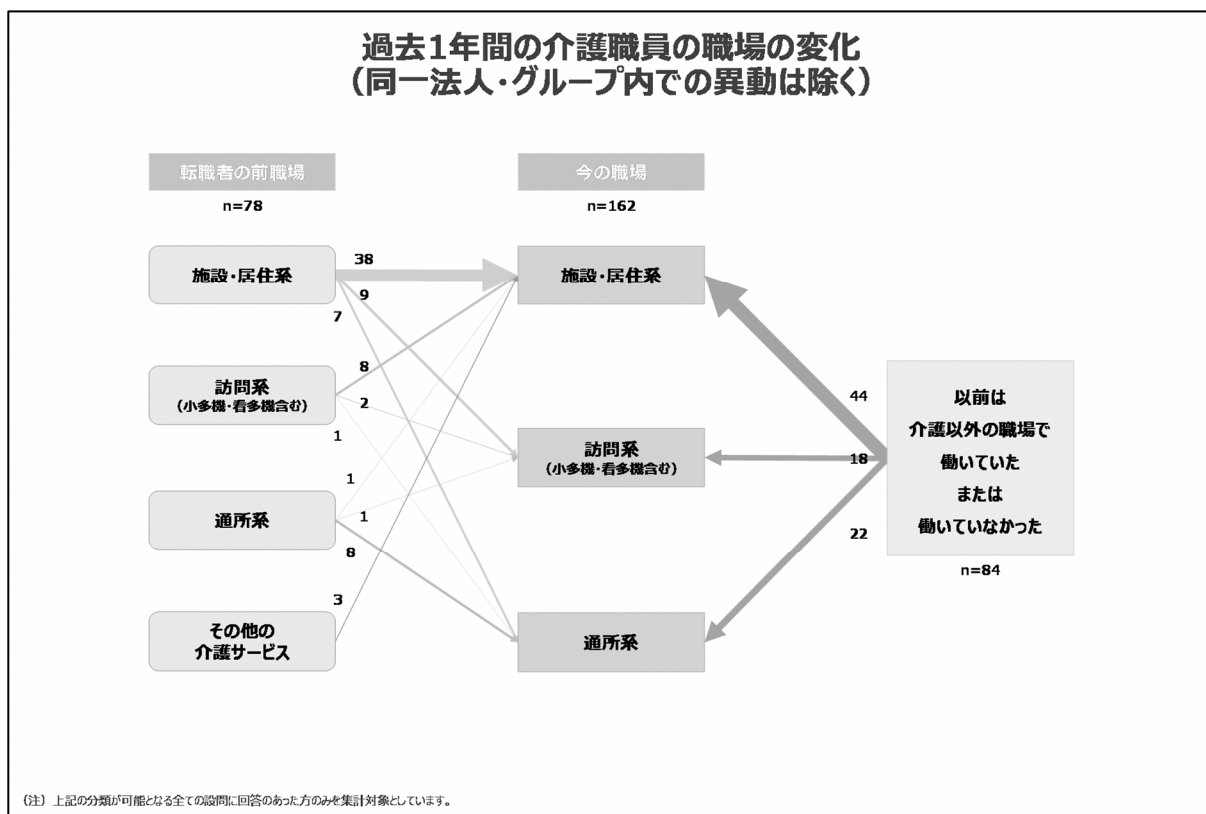 過去1年間の介護職員の職場の変化
（同一法人・グループ内での異動は除く）
転職者の前職場
n=78
今の職場
n=162
施設・居住系
38
9
7
訪問系
（小多機・看多機含む）
8
2
1
通所系
1
1
8
その他の
介護サービス
3
施設・居住系
訪問系
（小多機・看多機含む）
通所系
44
18
22
以前は
介護以外の職場で
働いていた
または
働いていなかった
n=84
（注）上記の分類が可能となる全ての設問に回答のあった方のみを集計対象としています。